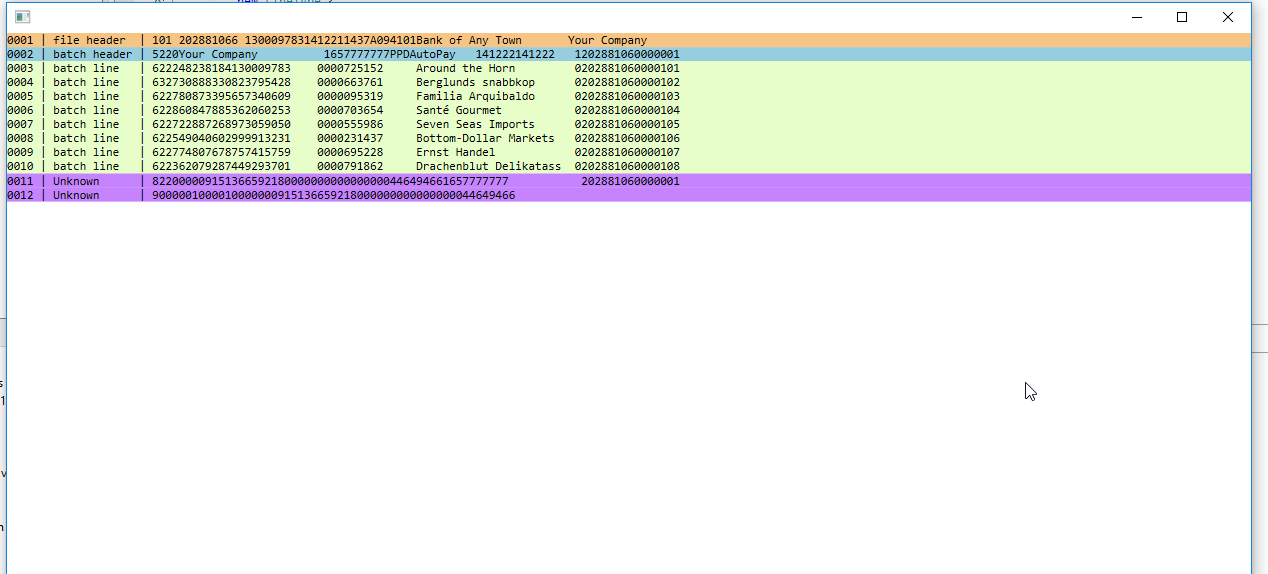 0001 | file header | 101 202881066 1300097831412211437A094101Bank of Any Town Your Company
0002 | batch header | 5220Your Company 1657777777PPDAutoPay 141222141222 1202881060000001
0003 | batch line | 622248238184130009783 0000725152 Around the Horn 0202881060000101
0004 | batch line | 632730888330823795428 0000663761 Berglunds snabbkop 0202881060000102
0005 | batch line | 622780873395657340609 0000095319 Familia Arquibaldo 0202881060000103
0006 | batch line | 622860847885362060253 0000703654 Santé Gourmet 0202881060000104
0007 | batch line | 622722887268973059050 0000555986 Seven Seas Imports 0202881060000105
0008 | batch line | 622549040602999913231 0000231437 Bottom-Dollar Markets 0202881060000106
0009 | batch line | 622774807678757415759 0000695228 Ernst Handel 0202881060000107
0010 | batch line | 622362079287449293701 0000791862 Drachenblut Delikatass 0202881060000108
0011 | Unknown | 822000009151366592180000000000000000446494661657777777 202881060000001
0012 | Unknown | 9000001000010000000915136659218000000000000000044649466